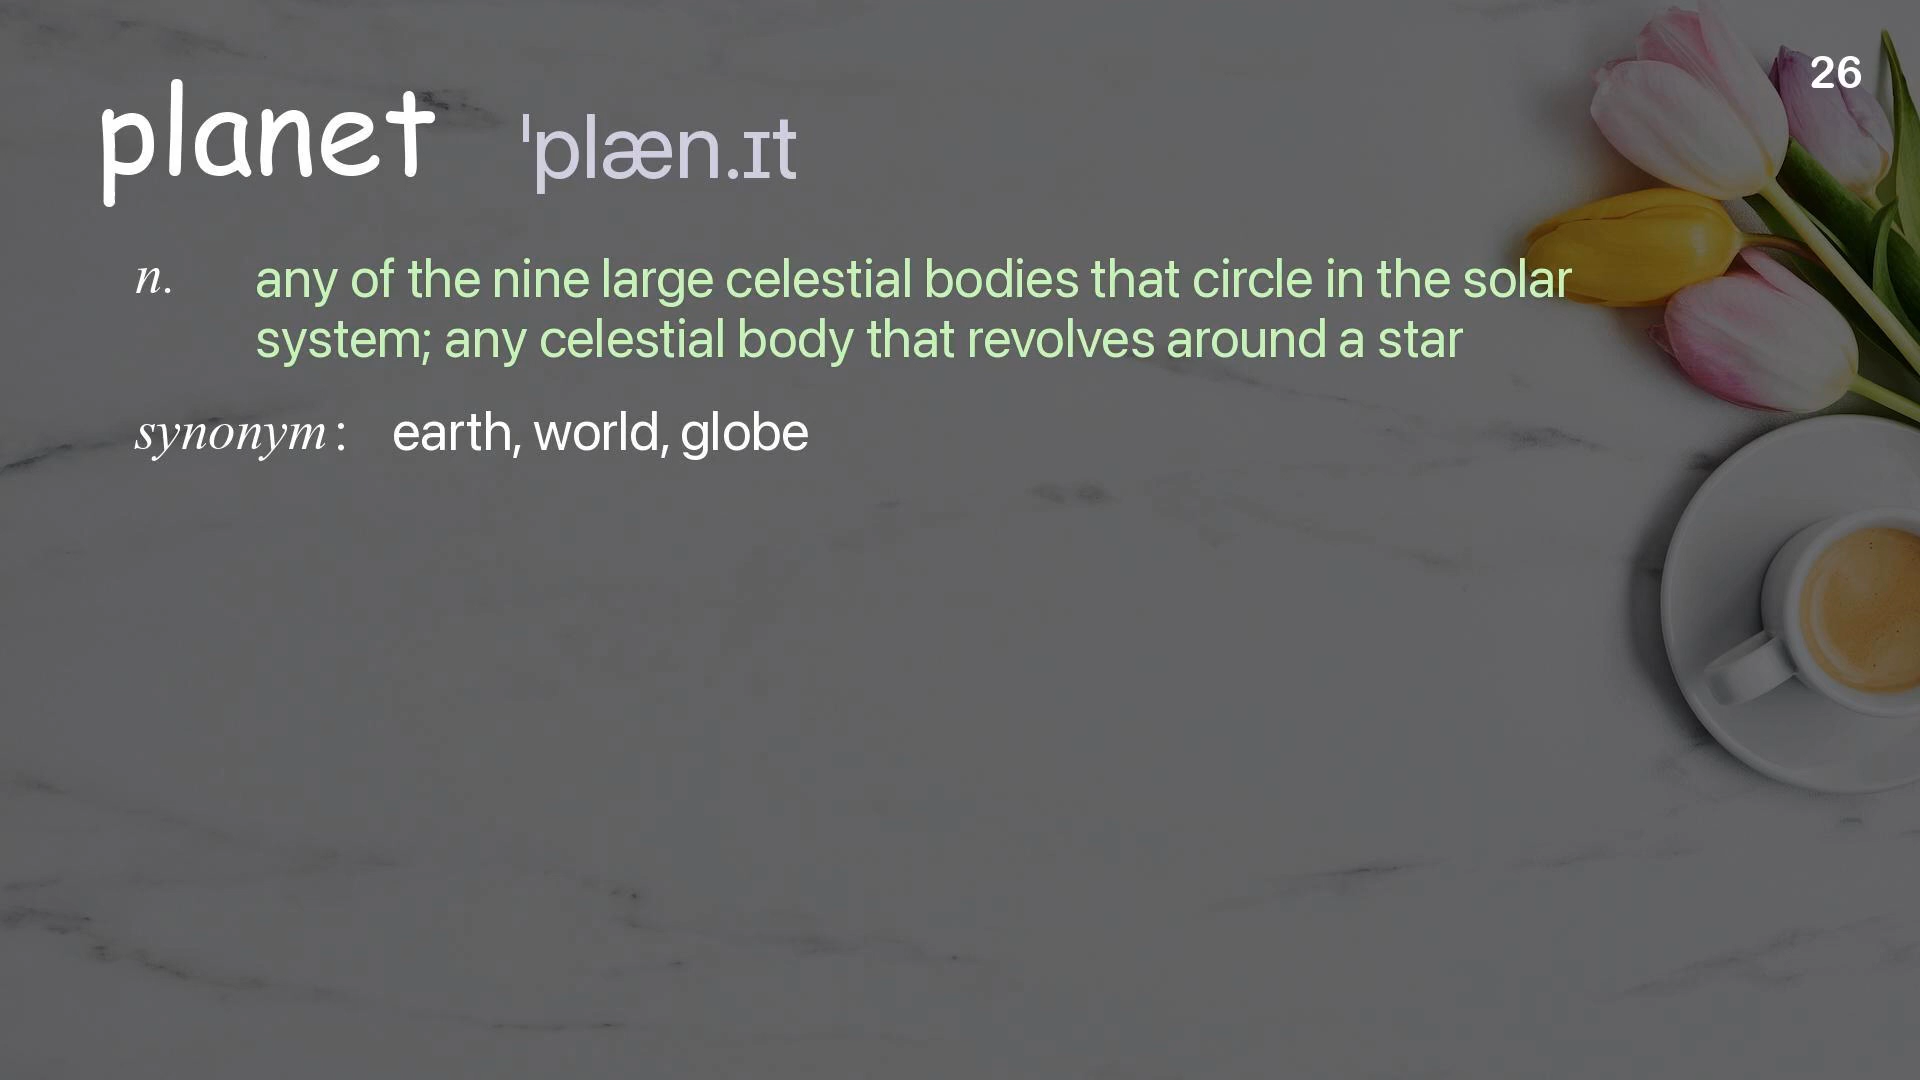 26
planet ˈplæn.ɪt
n. any of the nine large celestial bodies that circle in the solar
system; any celestial body that revolves around a star
synonym: earth, world, globe